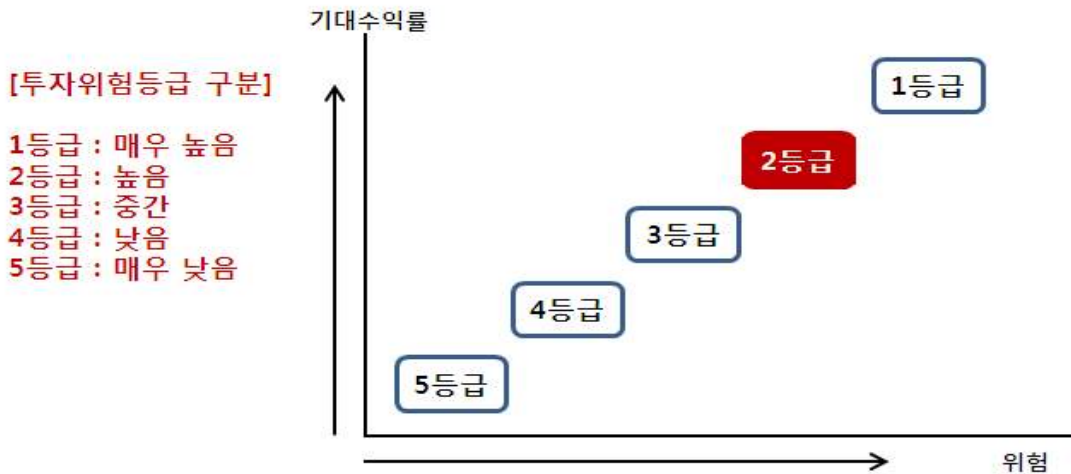 기대수익률
[투자위험등급 구분]
1등급 : 매우 높음
2등급 : 높음
3등급 : 중간
4등급 : 낮음
5등급 : 매우 낮음
1등급
2등급
3등급
4등급
5등급
위험